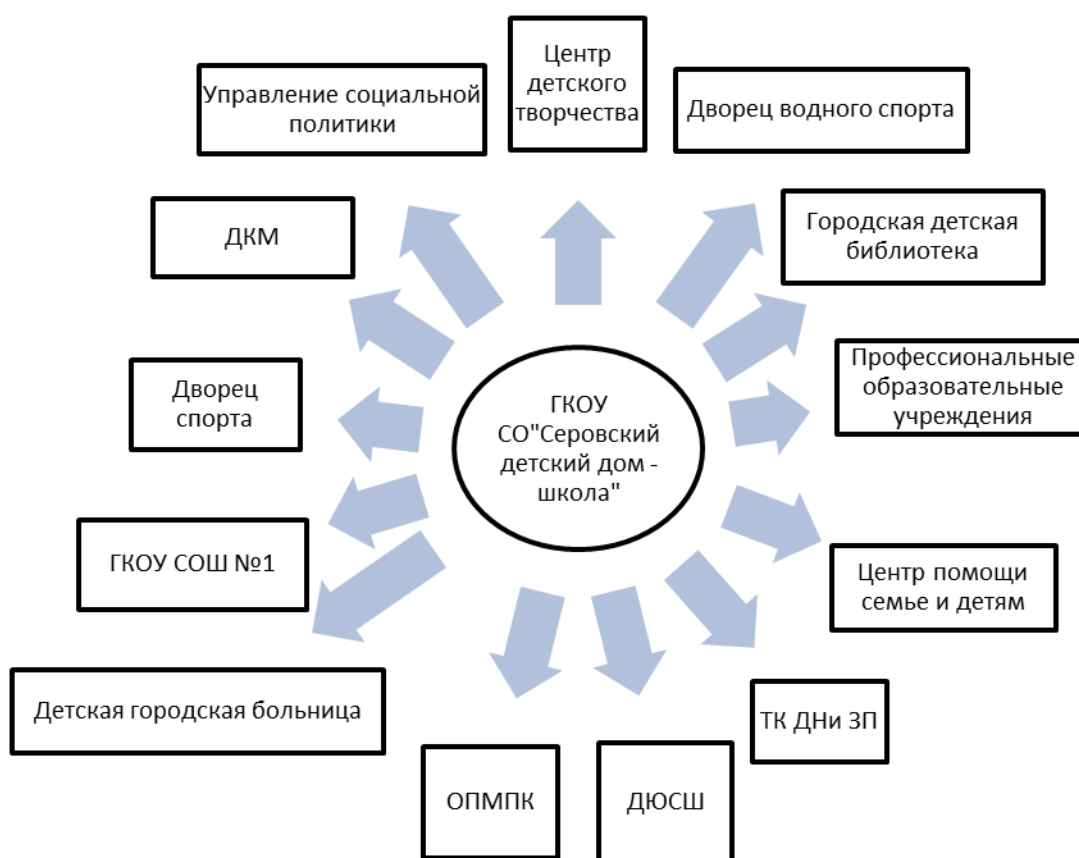 Центр
детского
творчества
Управление социальной
политики
Дворец водного спорта
ДКМ
Городская детская
библиотека
Дворец
спорта
ГКОУ
СО"Серовский
детский дом -
школа"
Профессиональные
образовательные
учреждения
ГКОУ СОШ №1
Центр помощи
семье и детям
Детская городская больница
ТК ДНи ЗП
ОПМПК
ДЮСШ